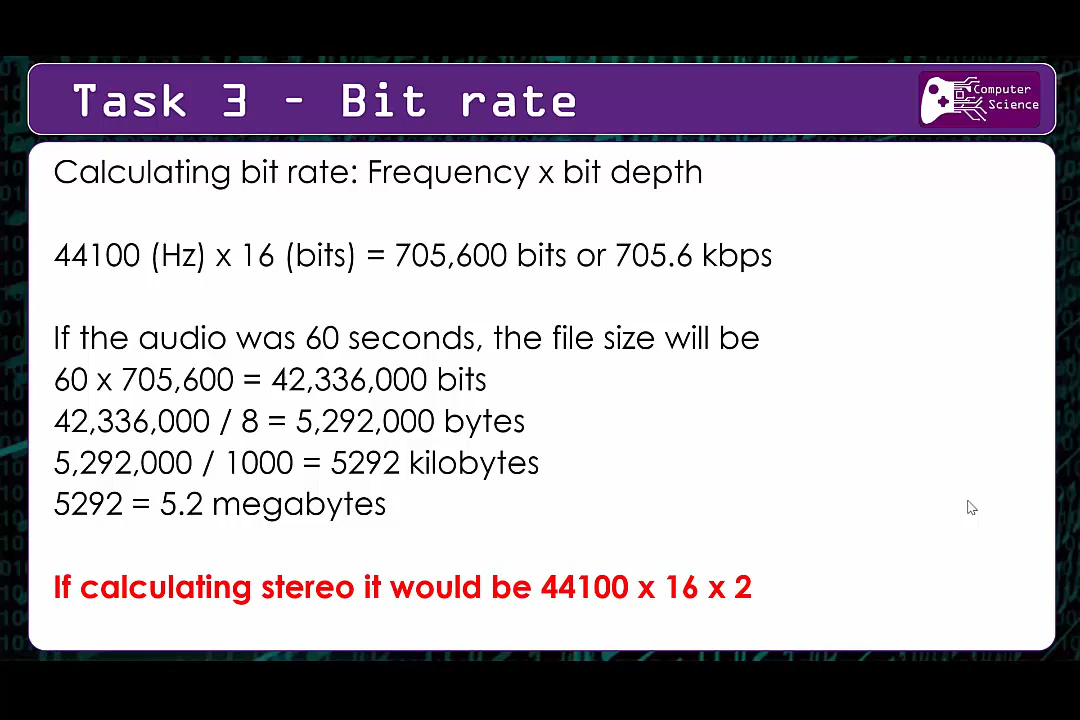 Task 3 - Bit rate
Computer
Science
Calculating bit rate: Frequency x bit depth
44100 (Hz) x 16 (bits) = 705,600 bits or 705.6 kbps
If the audio was 60 seconds, the file size will be
60 x 705,600 = 42,336,000 bits
42,336,000 / 8 = 5,292,000 bytes
5,292,000 / 1000 = 5292 kilobytes
5292 = 5.2 megabytes
If calculating stereo it would be 44100 x 16 x 2